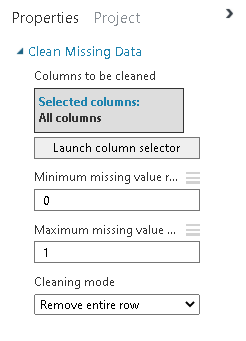 Properties Project
Clean Missing Data
Columns to be cleaned
Selected columns:
All columns
Launch column selector
Minimum missing value r...
0
Maximum missing value ...
1
Cleaning mode
Remove entire row